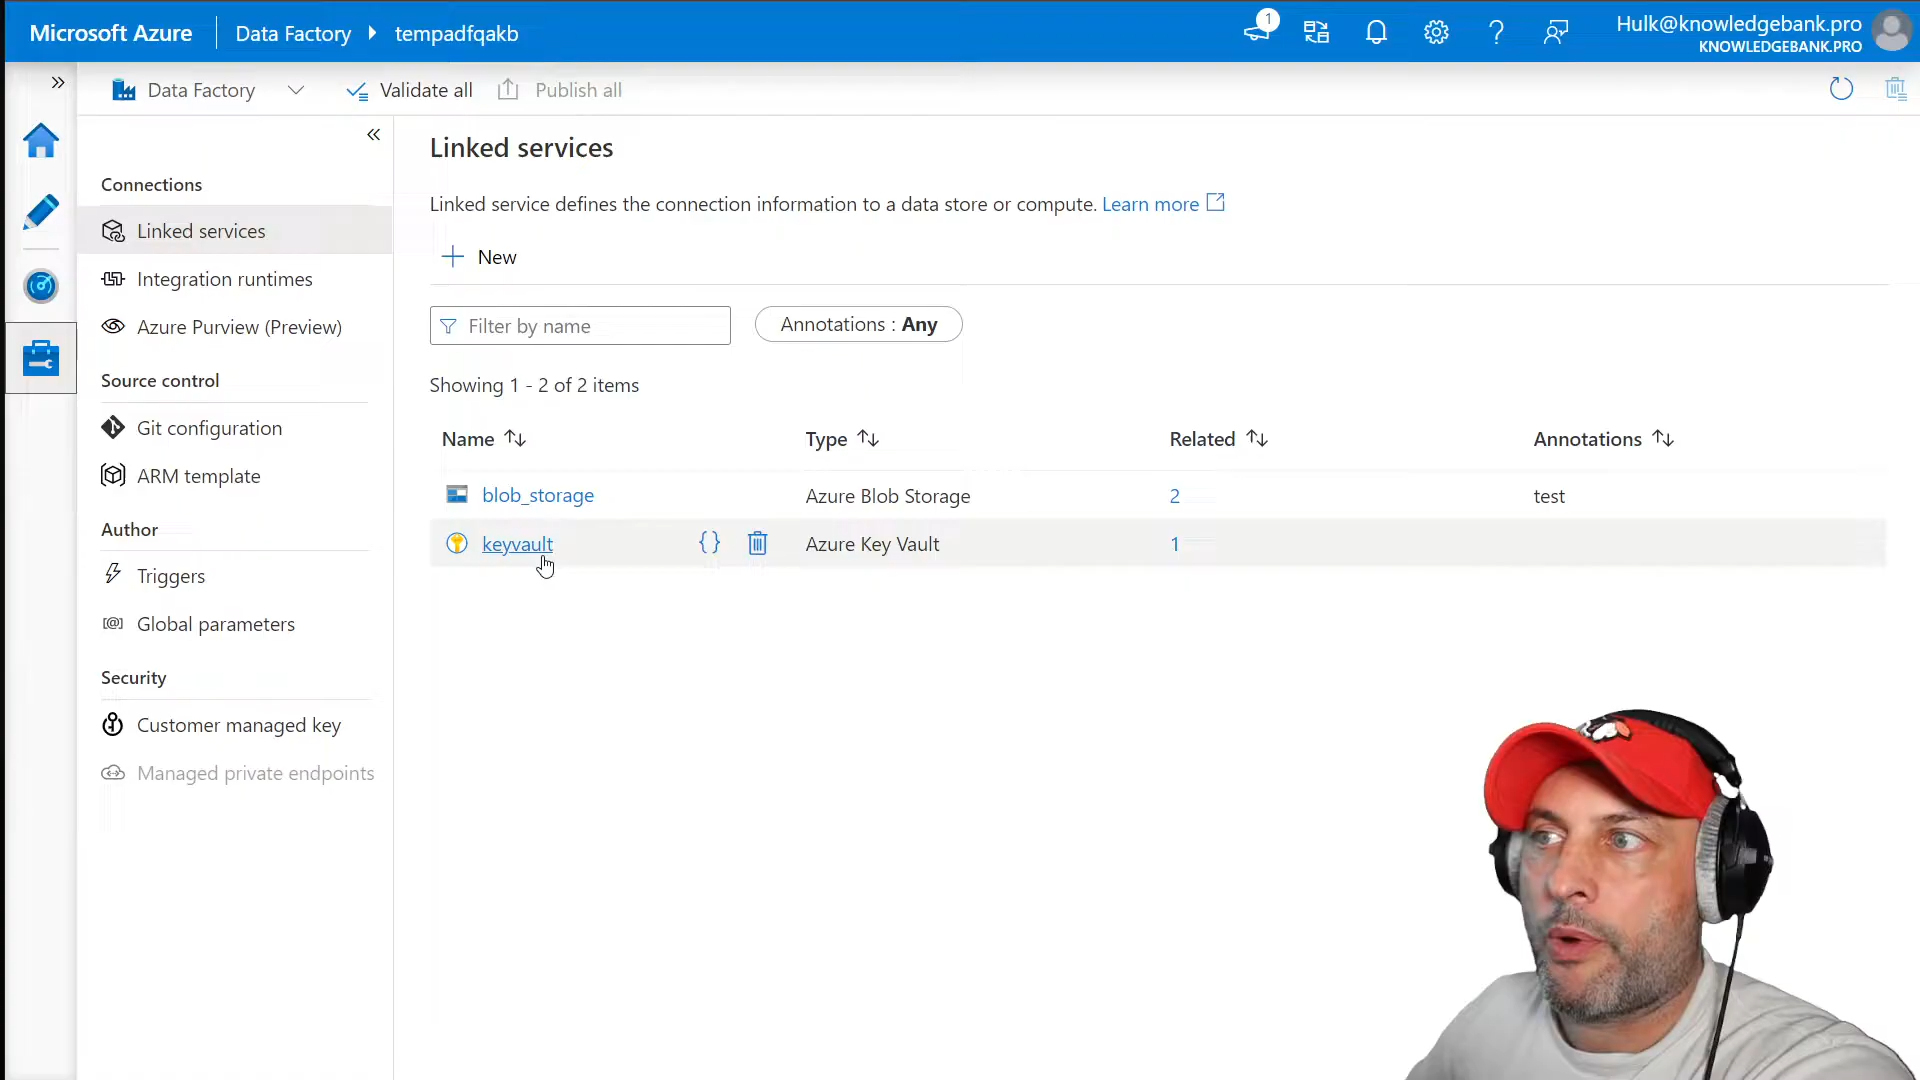 Microsoft Azure
Data Factory
tempadfqakb
1
Hulk@knowledgebank.pro
KNOWLEDGEBANK.PRO
Data Factory
Validate all
Publish all
Connections
Linked services
Integration runtimes
Azure Purview (Preview)
Source control
Git configuration
ARM template
Author
Triggers
Global parameters
Security
Customer managed key
Managed private endpoints
Linked services
Linked service defines the connection information to a data store or compute. Learn more
New
Filter by name
Annotations : Any
Showing 1 - 2 of 2 items
Name Type Related Annotations
blob_storage Azure Blob Storage 2 test
keyvault {} Azure Key Vault 1